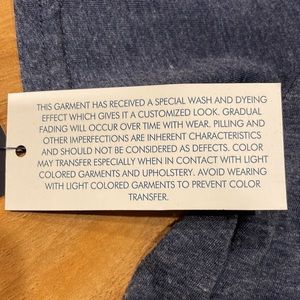 THIS GARMENT HAS RECEIVED A SPECIAL WASH AND DYEING
EFFECT WHICH GIVES IT A CUSTOMIZED LOOK. GRADUAL
FADING WILL OCCUR OVER TIME WITH WEAR. PILLING AND
OTHER IMPERFECTIONS ARE INHERENT CHARACTERISTICS
AND SHOULD NOT BE CONSIDERED AS DEFECTS. COLOR
MAY TRANSFER ESPECIALLY WHEN IN CONTACT WITH LIGHT
COLORED GARMENTS AND UPHOLSTERY. AVOID WEARING
WITH LIGHT COLORED GARMENTS TO PREVENT COLOR
TRANSFER.